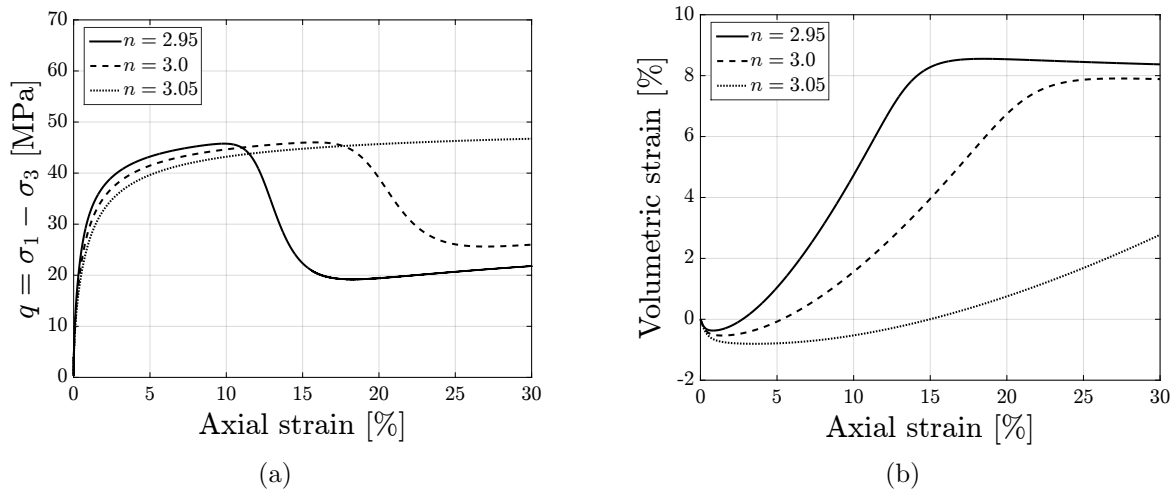 70
60
50
40
30
20
10
0
q = σ₁ − σ₃ [MPa]
n = 2.95
n = 3.0
n = 3.05
0 5 10 15 20 25 30
Axial strain [%]
(a)
10
8
6
4
2
0
-2
Volumetric strain [%]
n = 2.95
n = 3.0
n = 3.05
0 5 10 15 20 25 30
Axial strain [%]
(b)